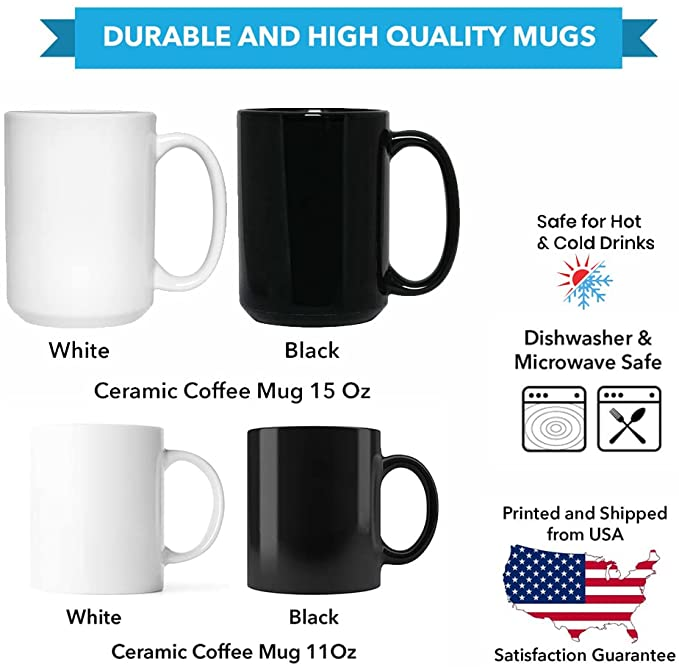 DURABLE AND HIGH QUALITY MUGS
White
Black
Ceramic Coffee Mug 15 Oz
Safe for Hot
& Cold Drinks
Dishwasher &
Microwave Safe
White
Black
Ceramic Coffee Mug 11Oz
Printed and Shipped
from USA
Satisfaction Guarantee